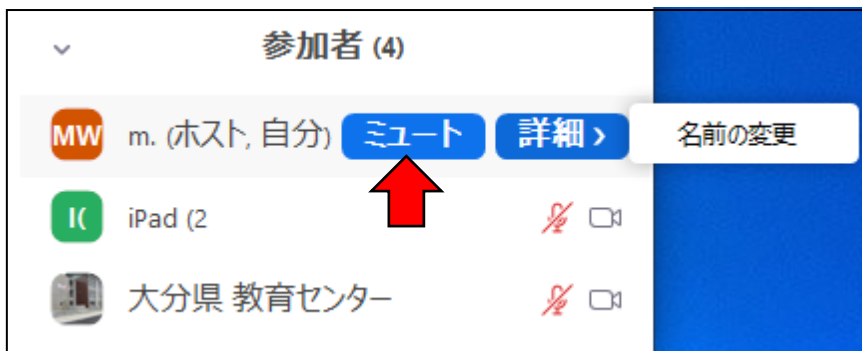 参加者 (4)
MW m. (ホスト, 自分) ミュート 詳細 › 名前の変更
I( iPad (2
大分県 教育センター